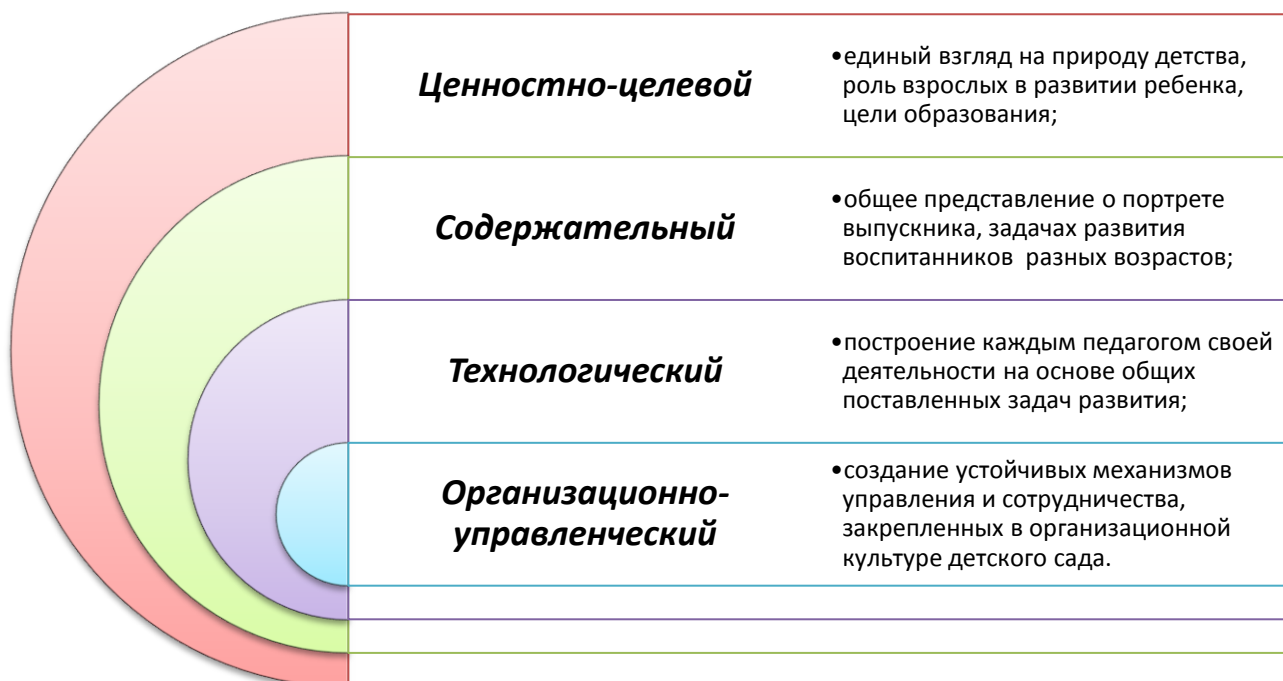 Ценностно-целевой
•единый взгляд на природу детства,
роль взрослых в развитии ребенка,
цели образования;
Содержательный
•общее представление о портрете
выпускника, задачах развития
воспитанников разных возрастов;
Технологический
•построение каждым педагогом своей
деятельности на основе общих
поставленных задач развития;
Организационно-
управленческий
•создание устойчивых механизмов
управления и сотрудничества,
закрепленных в организационной
культуре детского сада.